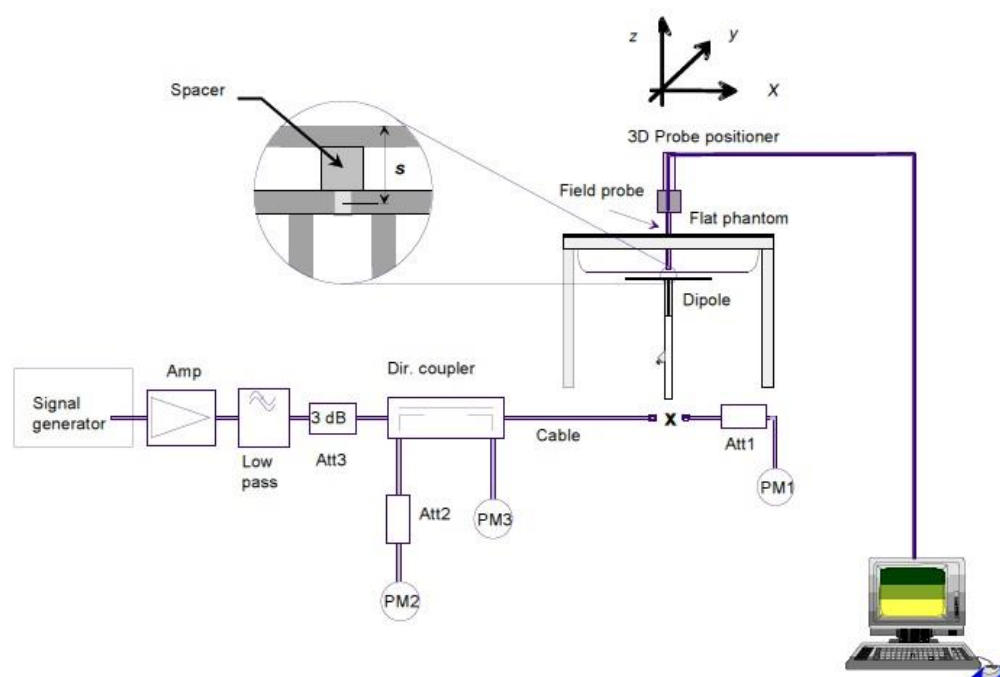 z
y
X
Spacer
s
3D Probe positioner
Field probe
Flat phantom
Dipole
Dir. coupler
Amp
Signal
generator
3 dB
Cable
Att1
Low
pass
Att3
PM1
Att2
PM3
PM2
x